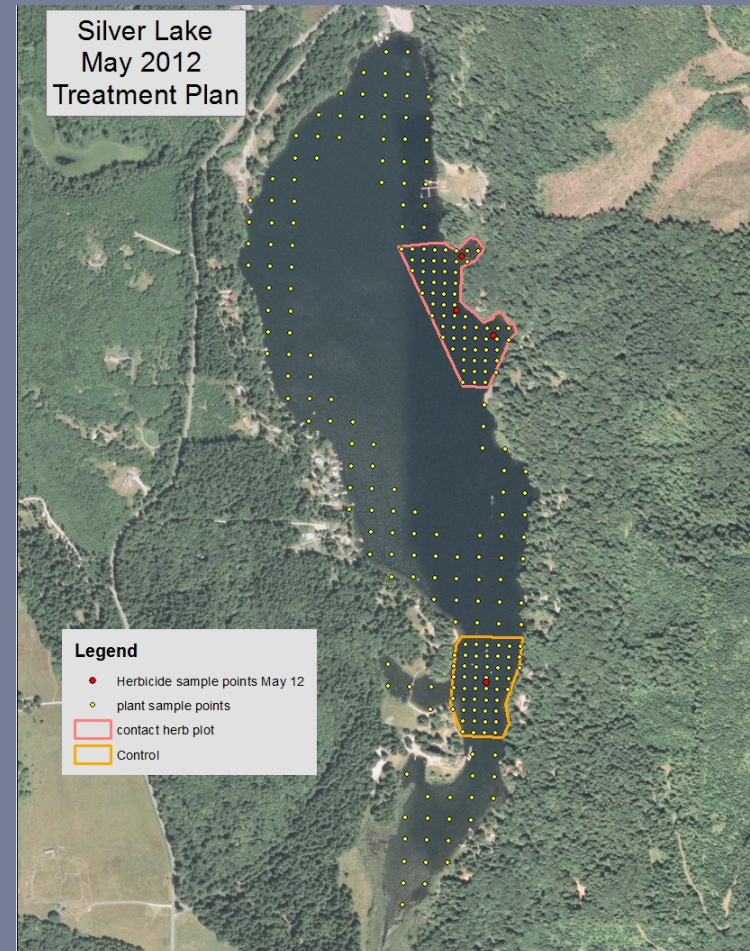 Silver Lake
May 2012
Treatment Plan
Legend
Herbicide sample points May 12
plant sample points
contact herb plot
Control